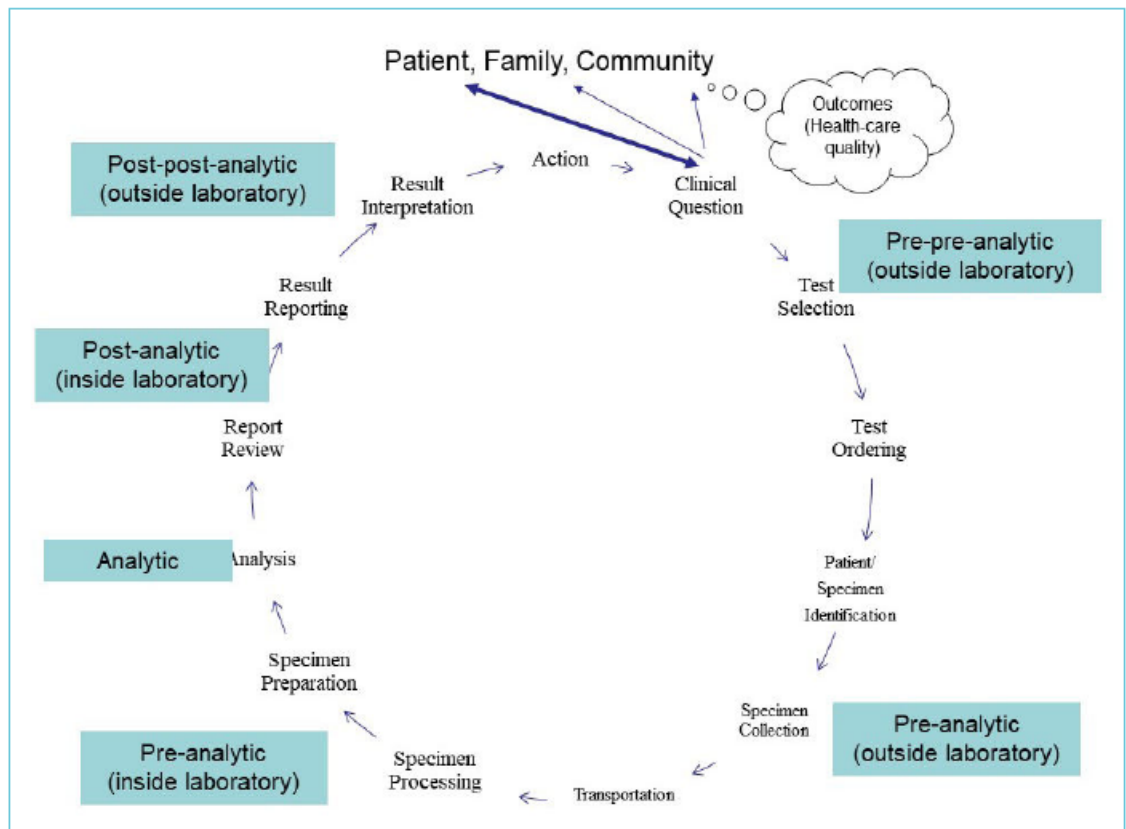 Patient, Family, Community
Outcomes
(Health-care
quality)
Action
Clinical
Question
Pre-pre-analytic
(outside laboratory)
Test
Selection
Test
Ordering
Patient/
Specimen
Identification
Specimen
Collection
Pre-analytic
(outside laboratory)
Transportation
Specimen
Processing
Pre-analytic
(inside laboratory)
Specimen
Preparation
Analytic
Analysis
Report
Review
Post-analytic
(inside laboratory)
Result
Reporting
Result
Interpretation
Post-post-analytic
(outside laboratory)